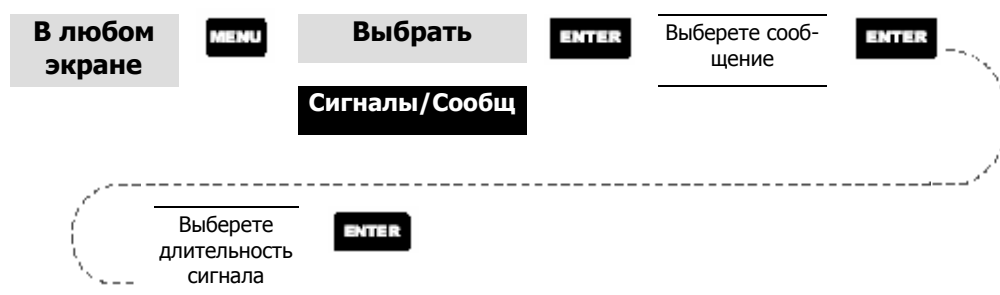 В любом
экране
MENU
Выбрать
Сигналы/Сообщ
ENTER
Выберете сооб-
щение
ENTER
Выберете
длительность
сигнала
ENTER